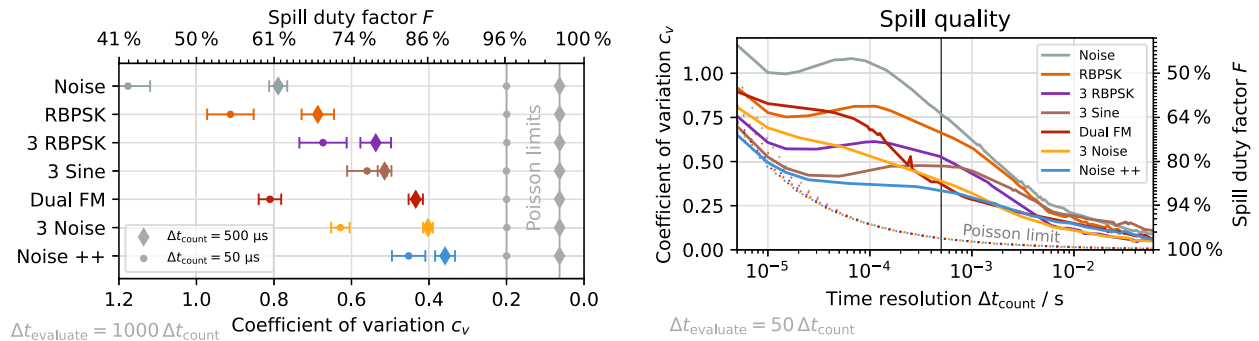 Spill duty factor F
41 % 50 % 61 % 74 % 86 % 96 % 100 %
Noise
RBPSK
3 RBPSK
3 Sine
Dual FM
3 Noise
Noise ++
Poisson limits
Δt_count = 500 µs
Δt_count = 50 µs
1.2 1.0 0.8 0.6 0.4 0.2 0.0
Coefficient of variation c_v
Δt_evaluate = 1000 Δt_count
Spill quality
Coefficient of variation c_v
1.00
0.75
0.50
0.25
0.00
Noise
RBPSK
3 RBPSK
3 Sine
Dual FM
3 Noise
Noise ++
Poisson limit
50 %
64 %
80 %
94 %
100 %
Spill duty factor F
10⁻⁵ 10⁻⁴ 10⁻³ 10⁻²
Time resolution Δt_count / s
Δt_evaluate = 50 Δt_count